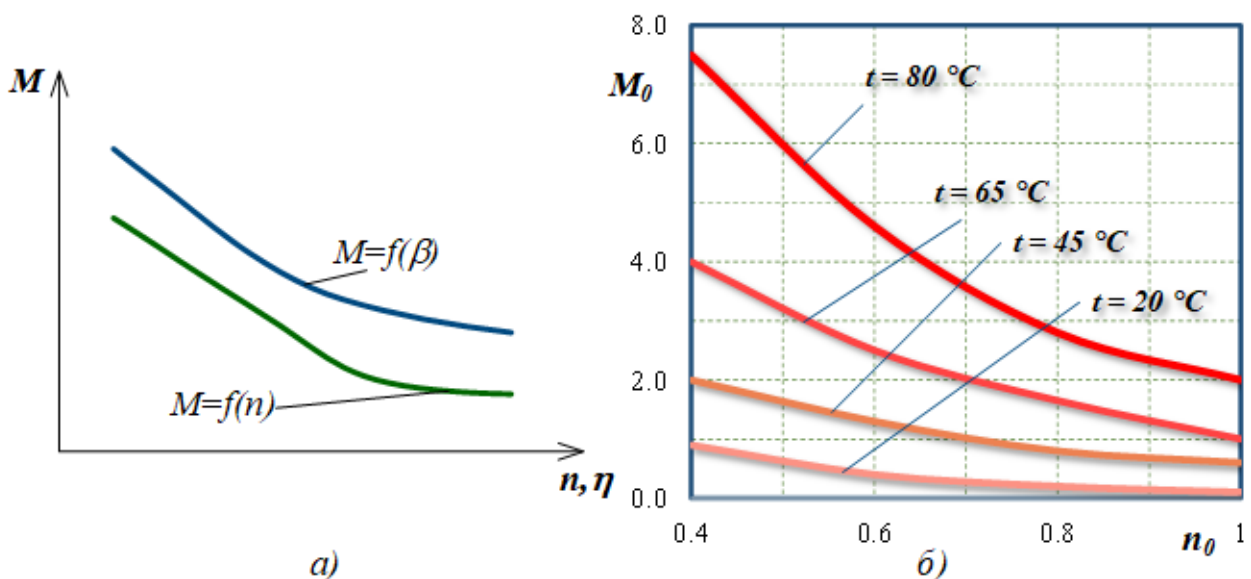 M
M=f(β)
M=f(n)
n, η
а)
8.0
M₀
6.0
4.0
2.0
0.0
t = 80 °C
t = 65 °C
t = 45 °C
t = 20 °C
0.4
0.6
0.8
1
n₀
б)